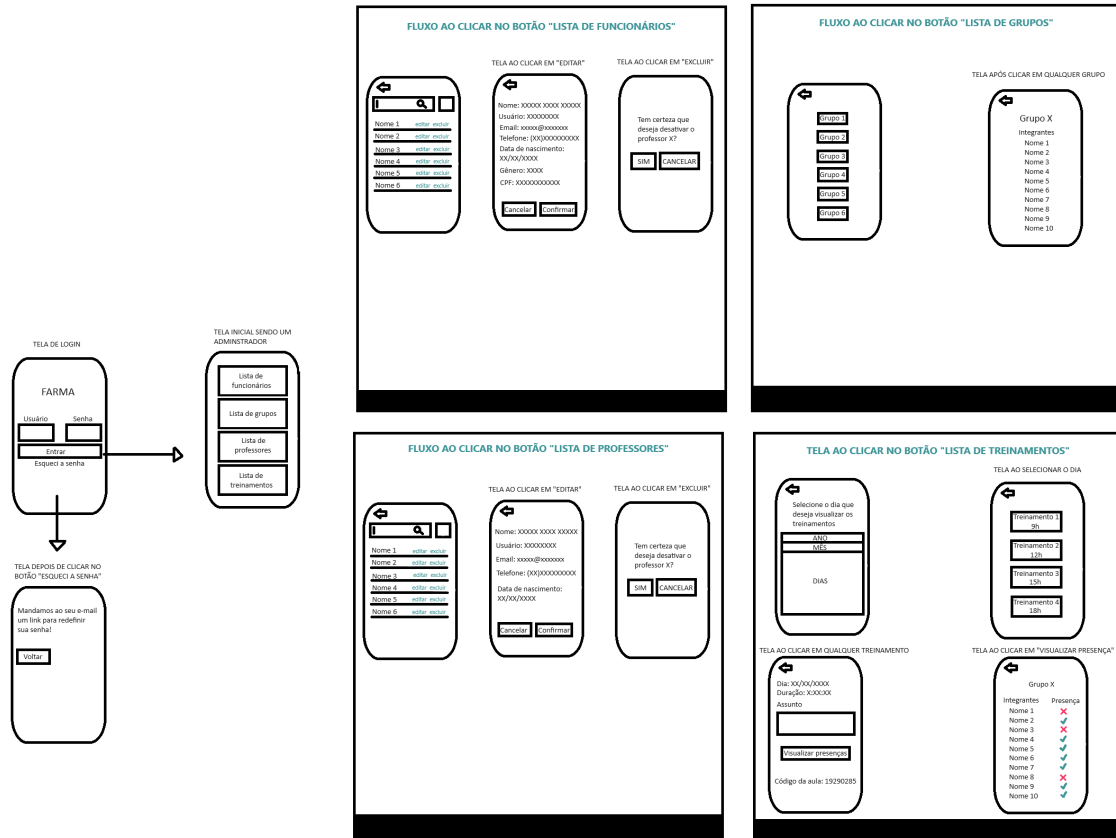 FLUXO AO CLICAR NO BOTÃO "LISTA DE FUNCIONÁRIOS"
TELA AO CLICAR EM "EDITAR"
TELA AO CLICAR EM "EXCLUIR"
Nome 1 editar excluir
Nome 2 editar excluir
Nome 3 editar excluir
Nome 4 editar excluir
Nome 5 editar excluir
Nome 6 editar excluir
Nome: XXXXX XXXX XXXXX
Usuário: XXXXXXXX
Email: xxxxx@xxxxxxx
Telefone: (XX)XXXXXXXXX
Data de nascimento:
XX/XX/XXXX
Gênero: XXXX
CPF: XXXXXXXXXXX
Cancelar Confirmar
Tem certeza que
deseja desativar o
professor X?
SIM CANCELAR
FLUXO AO CLICAR NO BOTÃO "LISTA DE GRUPOS"
TELA APÓS CLICAR EM QUALQUER GRUPO
Grupo 1
Grupo 2
Grupo 3
Grupo 4
Grupo 5
Grupo 6
Grupo X
Integrantes
Nome 1
Nome 2
Nome 3
Nome 4
Nome 5
Nome 6
Nome 7
Nome 8
Nome 9
Nome 10
TELA DE LOGIN
FARMA
Usuário Senha
Entrar
Esqueci a senha
TELA INICIAL SENDO UM
ADMINSTRADOR
Lista de
funcionários
Lista de grupos
Lista de
professores
Lista de
treinamentos
TELA DEPOIS DE CLICAR NO
BOTÃO "ESQUECI A SENHA"
Mandamos ao seu e-mail
um link para redefinir
sua senha!
Voltar
FLUXO AO CLICAR NO BOTÃO "LISTA DE PROFESSORES"
TELA AO CLICAR EM "EDITAR"
TELA AO CLICAR EM "EXCLUIR"
Nome 1 editar excluir
Nome 2 editar excluir
Nome 3 editar excluir
Nome 4 editar excluir
Nome 5 editar excluir
Nome 6 editar excluir
Nome: XXXXX XXXX XXXXX
Usuário: XXXXXXXX
Email: xxxxx@xxxxxxx
Telefone: (XX)XXXXXXXXX
Data de nascimento:
XX/XX/XXXX
Cancelar Confirmar
Tem certeza que
deseja desativar o
professor X?
SIM CANCELAR
TELA AO CLICAR NO BOTÃO "LISTA DE TREINAMENTOS"
TELA AO SELECIONAR O DIA
Selecione o dia que
deseja visualizar os
treinamentos
ANO
MÊS
DIAS
Treinamento 1
9h
Treinamento 2
12h
Treinamento 3
15h
Treinamento 4
18h
TELA AO CLICAR EM QUALQUER TREINAMENTO
Dia: XX/XX/XXXX
Duração: X:XX:XX
Assunto
Visualizar presenças
Código da aula: 19290285
TELA AO CLICAR EM "VISUALIZAR PRESENÇA"
Grupo X
Integrantes Presença
Nome 1
Nome 2
Nome 3
Nome 4
Nome 5
Nome 6
Nome 7
Nome 8
Nome 9
Nome 10